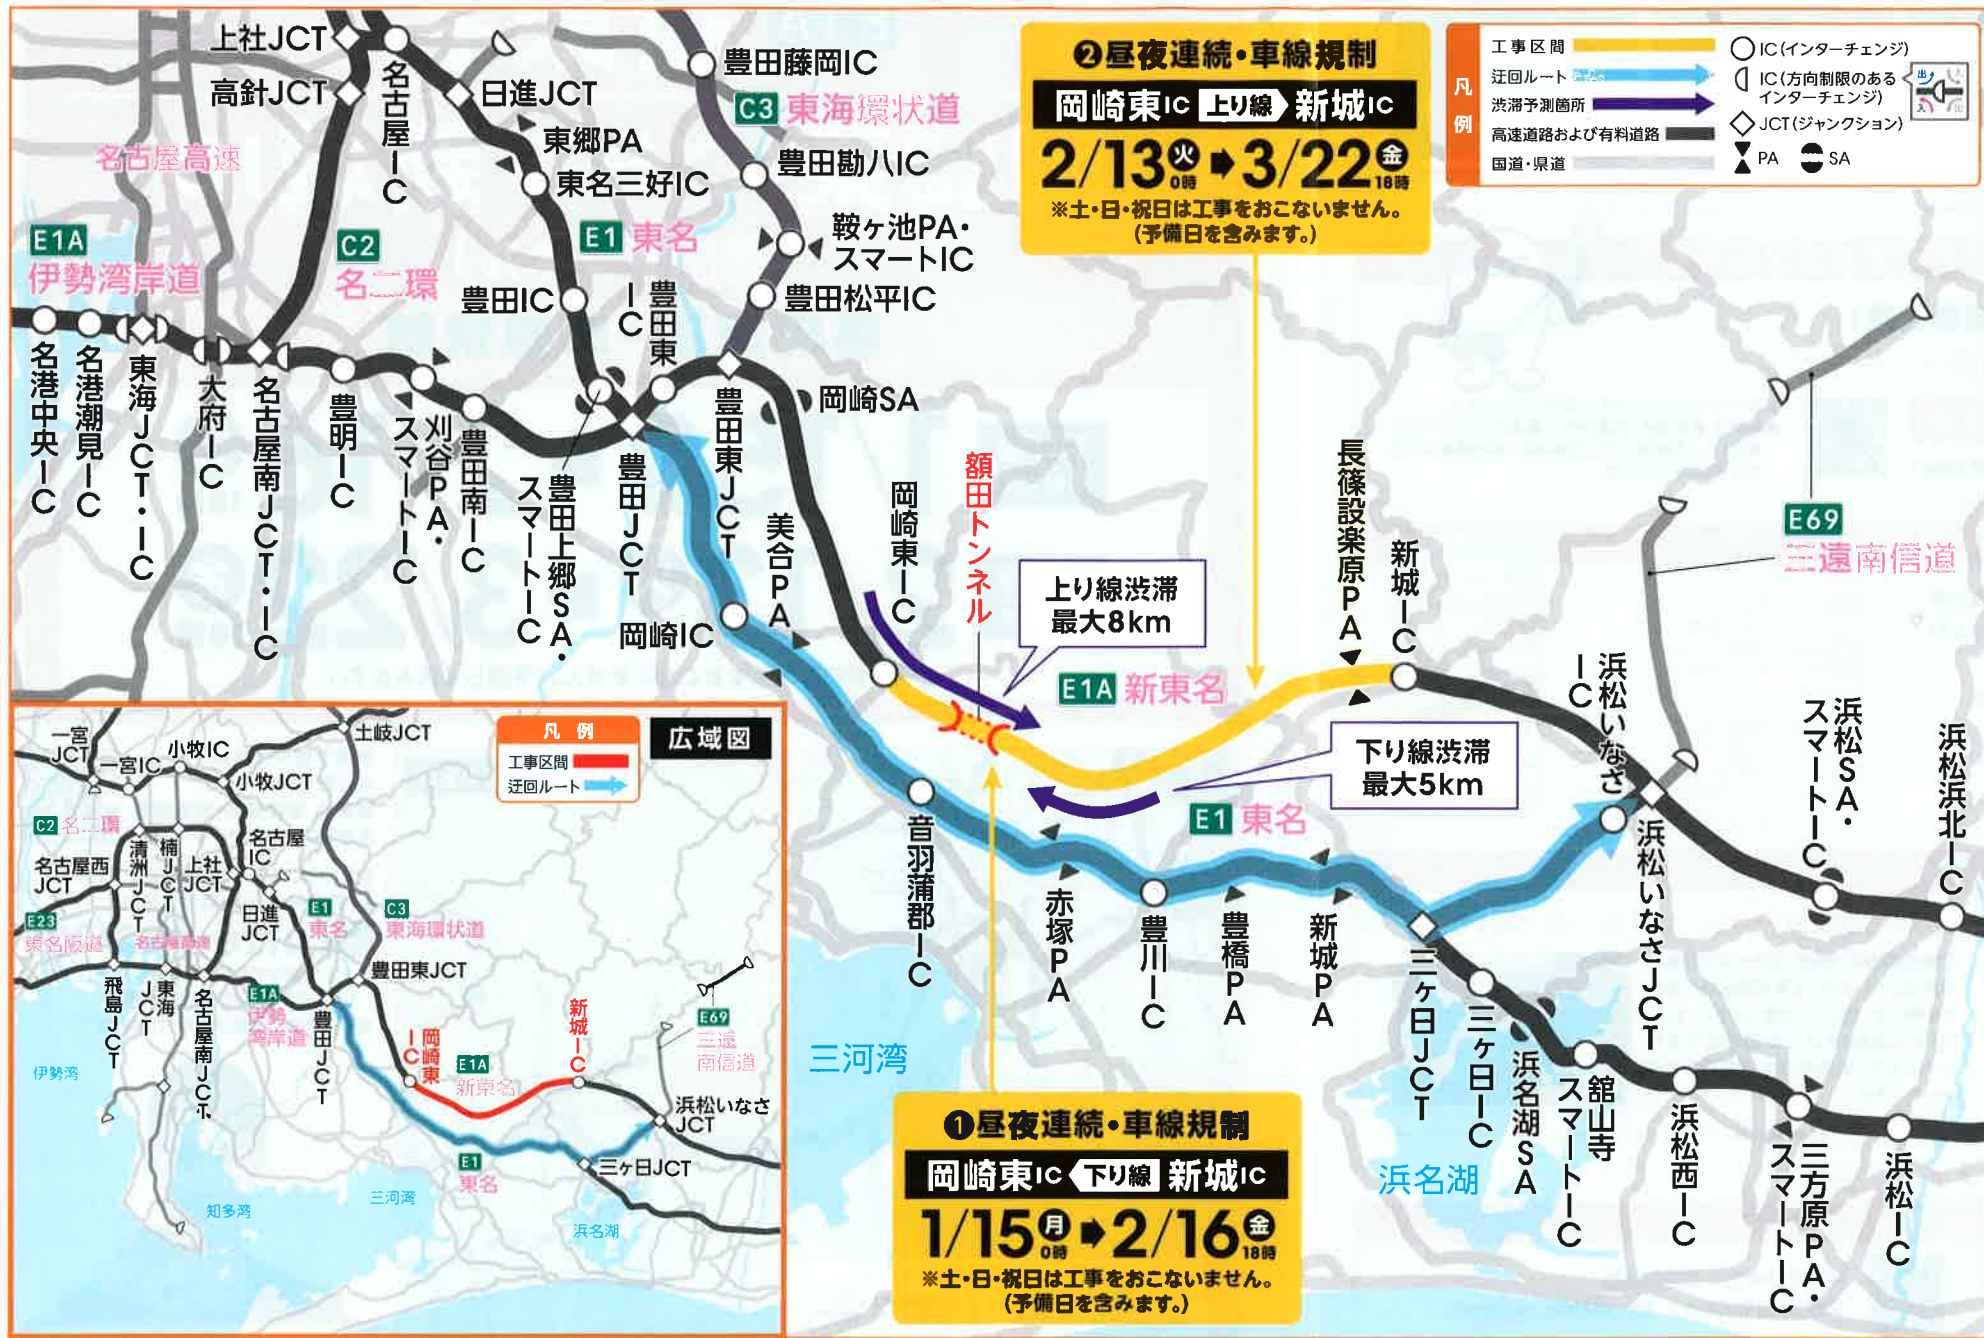 上社JCT
高針JCT
名古屋IC
日進JCT
東郷PA
東名三好IC
豊田藤岡IC
C3 東海環状道
豊田勘八IC
鞍ヶ池PA・
スマートIC
豊田松平IC
名古屋高速
E1A
伊勢湾岸道
C2
名二環
E1 東名
豊田IC
豊田東
IC
名港中央IC
名港潮見IC
東海JCT・IC
大府IC
名古屋南JCT・IC
豊明IC
刈谷PA・
スマートIC
豊田南IC
豊田上郷SA・
スマートIC
豊田JCT
豊田東JCT
岡崎SA
美合PA
岡崎IC
岡崎東IC
額田トンネル
上り線渋滞
最大8km
E1A 新東名
長篠設楽原PA
新城IC
下り線渋滞
最大5km
E1 東名
浜松いなさ
IC
浜松いなさJCT
浜松SA・
スマートIC
浜松浜北IC
E69
三遠南信道
音羽蒲郡IC
赤塚PA
豊川IC
豊橋PA
新城PA
三ヶ日JCT
三ヶ日IC
浜名湖SA
舘山寺
スマートIC
浜松西IC
三方原PA・
スマートIC
浜松IC
三河湾
浜名湖
❷昼夜連続・車線規制
岡崎東IC 上り線 新城IC
2/13火0時➡3/22金18時
※土・日・祝日は工事をおこないません。
(予備日を含みます。)
❶昼夜連続・車線規制
岡崎東IC 下り線 新城IC
1/15月0時➡2/16金18時
※土・日・祝日は工事をおこないません。
(予備日を含みます。)
凡例
工事区間
迂回ルート
渋滞予測箇所
高速道路および有料道路
国道・県道
IC(インターチェンジ)
IC(方向制限のある
インターチェンジ)
出
入
JCT(ジャンクション)
PA
SA
広域図
凡例
工事区間
迂回ルート
一宮
JCT
一宮IC
小牧IC
小牧JCT
土岐JCT
C2 名二環
名古屋西
JCT
清洲JCT
楠JCT
上社
JCT
名古屋
IC
日進
JCT
E1
東名
C3
東海環状道
E23
東名阪道
名古屋高速
飛島JCT
東海
JCT
名古屋南JCT
E1A
伊勢
湾岸道
豊田JCT
豊田東JCT
岡崎東
IC
E1A
新東名
新城IC
E69
三遠
南信道
浜松いなさ
JCT
三ヶ日JCT
E1
東名
伊勢湾
知多湾
三河湾
浜名湖